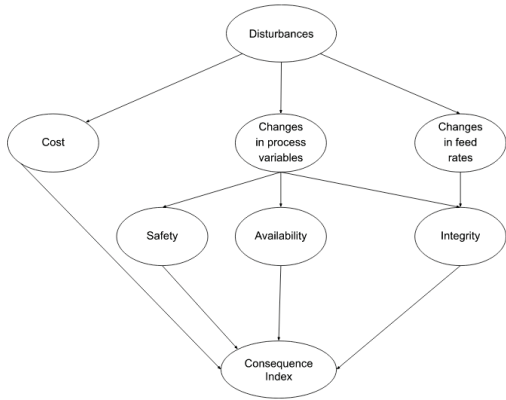 Disturbances
Cost
Changes
in process
variables
Changes
in feed
rates
Safety
Availability
Integrity
Consequence
Index